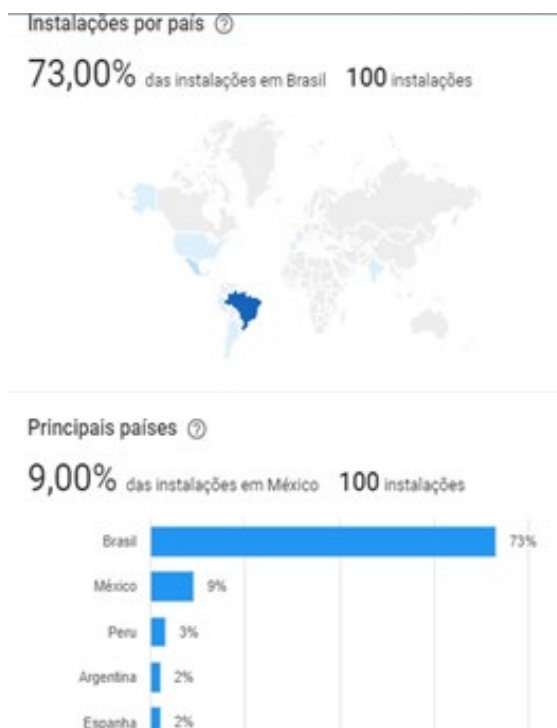 Instalações por país
73,00% das instalações em Brasil 100 instalações
Principais países
9,00% das instalações em México 100 instalações
Brasil 73%
México 9%
Peru 3%
Argentina 2%
Espanha 2%